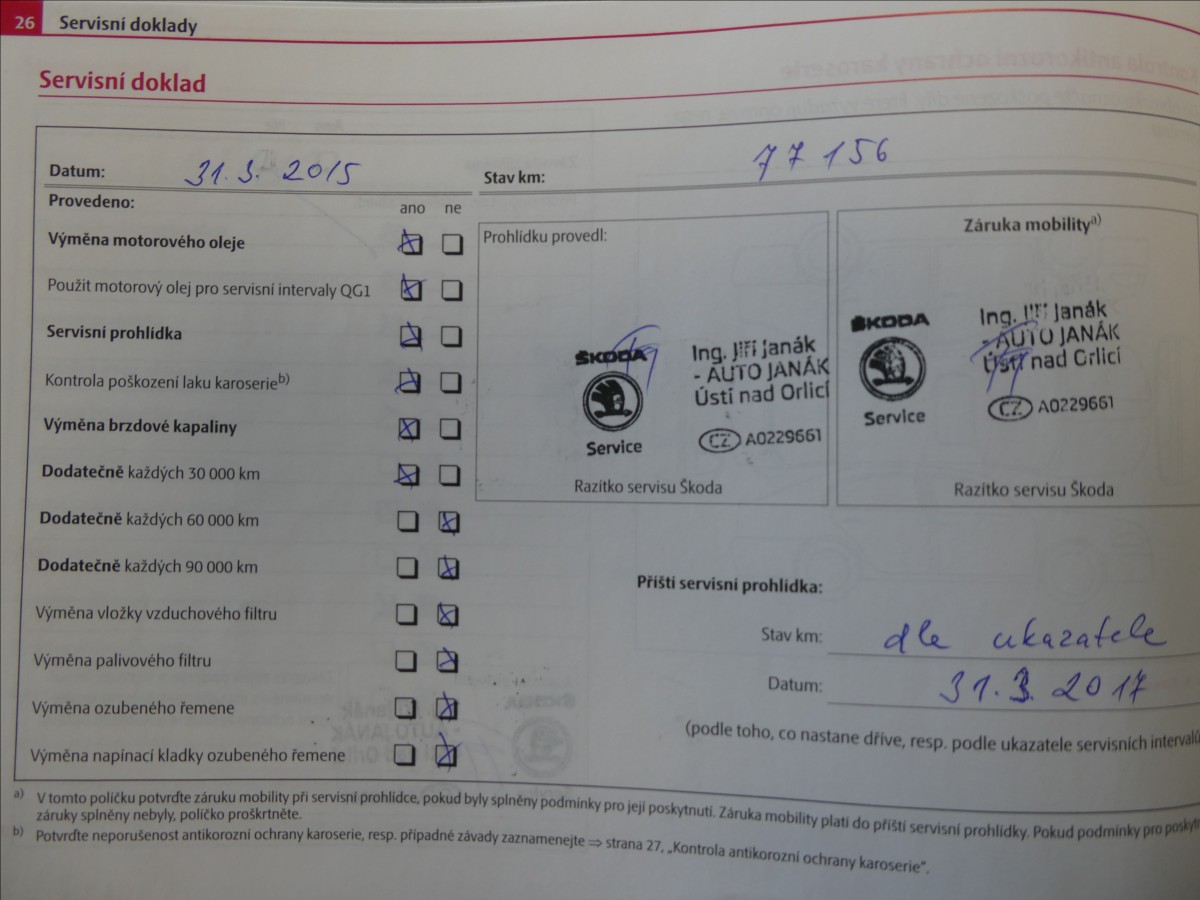 26 Servisní doklady
Servisní doklad
Datum: 31. 3. 2015
Stav km: 77 156
Provedeno:
ano ne
Výměna motorového oleje
Použit motorový olej pro servisní intervaly QG1
Servisní prohlídka
Kontrola poškození laku karoserie b)
Výměna brzdové kapaliny
Dodatečně každých 30 000 km
Dodatečně každých 60 000 km
Dodatečně každých 90 000 km
Výměna vložky vzduchového filtru
Výměna palivového filtru
Výměna ozubeného řemene
Výměna napínací kladky ozubeného řemene
Prohlídku provedl:
ŠKODA
Service
Ing. Jiří Janák
- AUTO JANÁK
Ústí nad Orlicí
CZ A0229661
Razítko servisu Škoda
Záruka mobility a)
ŠKODA
Service
Ing. Jiří Janák
- AUTO JANÁK
Ústí nad Orlicí
CZ A0229661
Razítko servisu Škoda
Příští servisní prohlídka:
Stav km: dle ukazatele
Datum: 31. 3. 2017
(podle toho, co nastane dříve, resp. podle ukazatele servisních intervalů
a) V tomto políčku potvrďte záruku mobility při servisní prohlídce, pokud byly splněny podmínky pro její poskytnutí. Záruka mobility platí do příští servisní prohlídky. Pokud podmínky pro poskyt
záruky splněny nebyly, políčko proškrtněte.
b) Potvrďte neporušenost antikorozní ochrany karoserie, resp. případné závady zaznamenejte ⇒ strana 27, „Kontrola antikorozní ochrany karoserie".